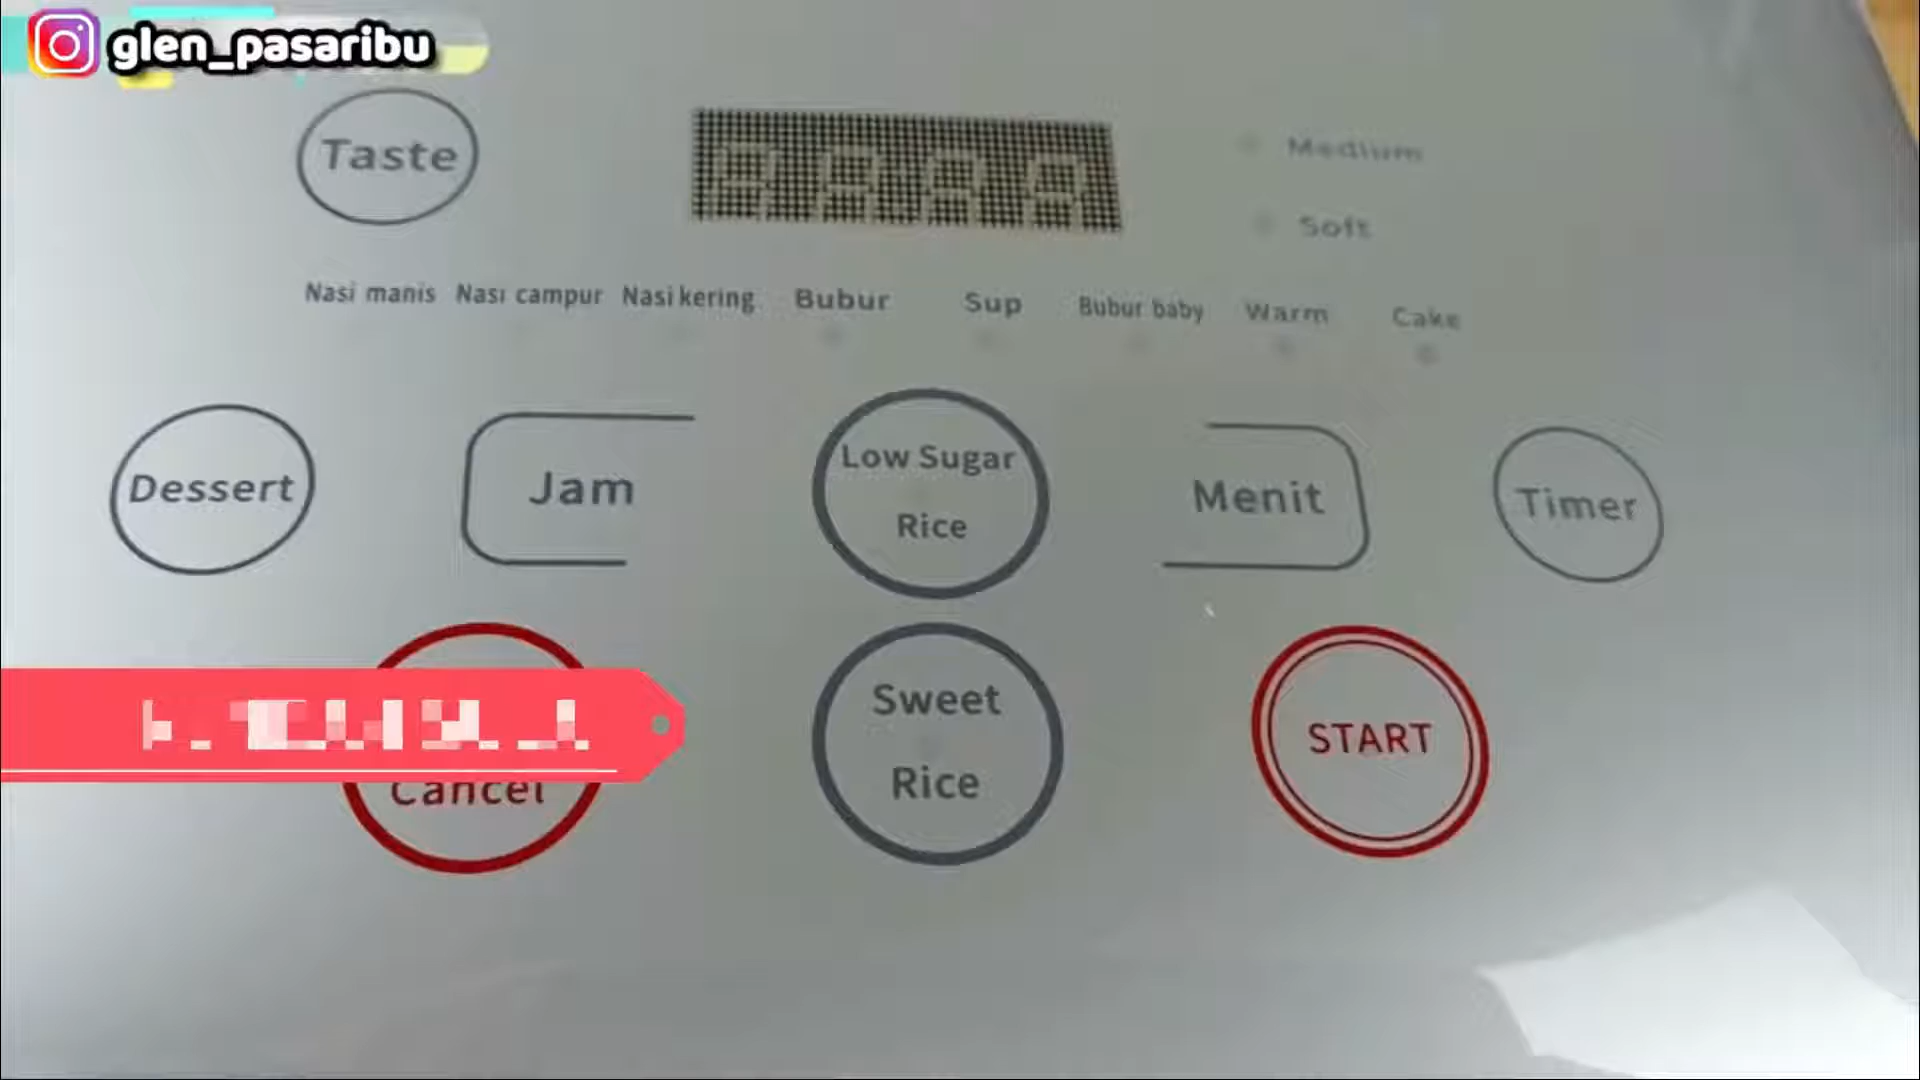 glen_pasaribu
Taste
Medium
Soft
Nasi manis Nasi campur Nasi kering Bubur Sup Bubur baby Warm Cake
Dessert
Jam
Low Sugar
Rice
Menit
Timer
Cancel
Sweet
Rice
START